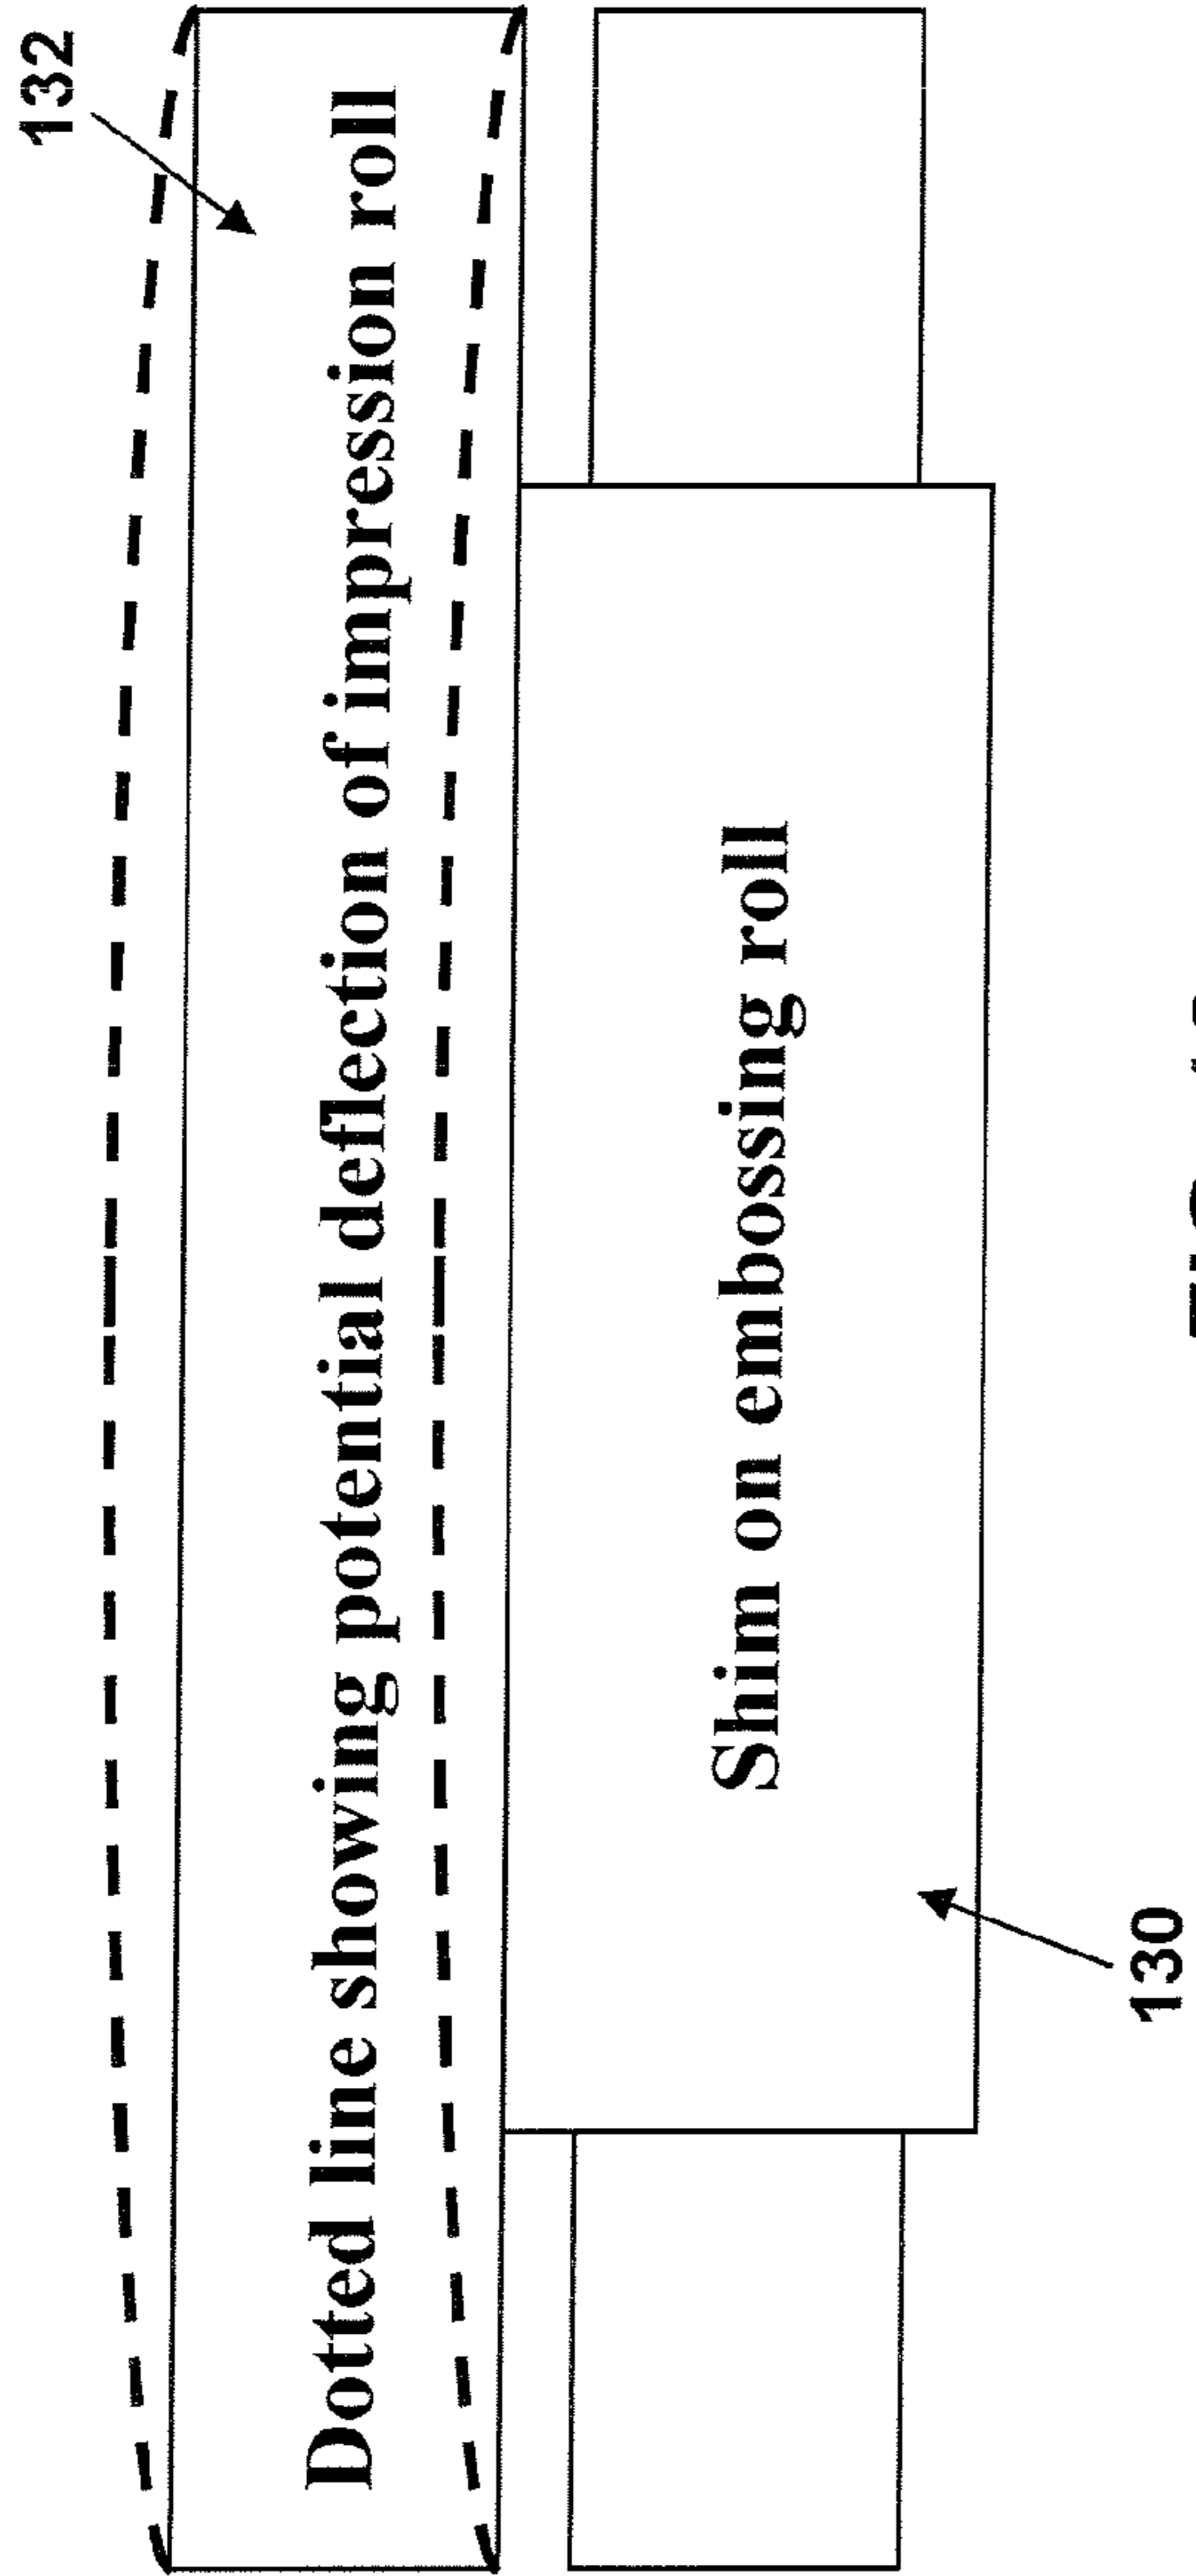 132
Dotted line showing potential deflection of impression roll
Shim on embossing roll
130